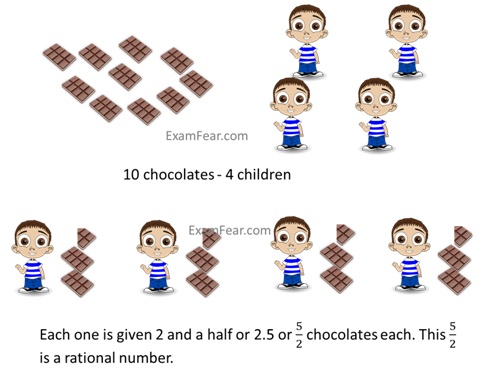 ExamFear.com
10 chocolates - 4 children
ExamFear.com
Each one is given 2 and a half or 2.5 or 5/2 chocolates each. This 5/2
is a rational number.